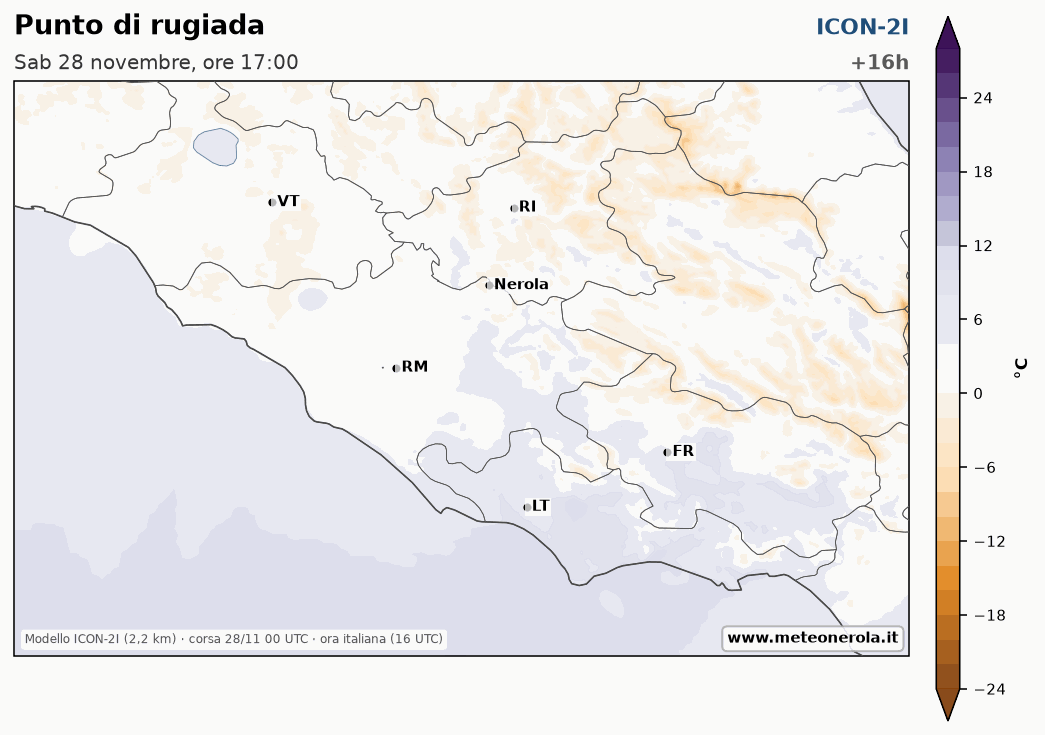 Punto di rugiada
ICON-2I
Sab 28 novembre, ore 17:00
+16h
VT
RI
Nerola
RM
FR
LT
24
18
12
6
0
−6
−12
−18
−24
°C
Modello ICON-2I (2,2 km) · corsa 28/11 00 UTC · ora italiana (16 UTC)
www.meteonerola.it